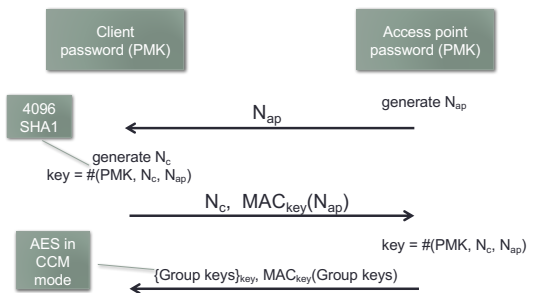 Client
password (PMK)
Access point
password (PMK)
4096
SHA1
N_ap
generate N_ap
generate N_c
key = #(PMK, N_c, N_ap)
N_c, MAC_key(N_ap)
key = #(PMK, N_c, N_ap)
AES in
CCM
mode
{Group keys}_key, MAC_key(Group keys)